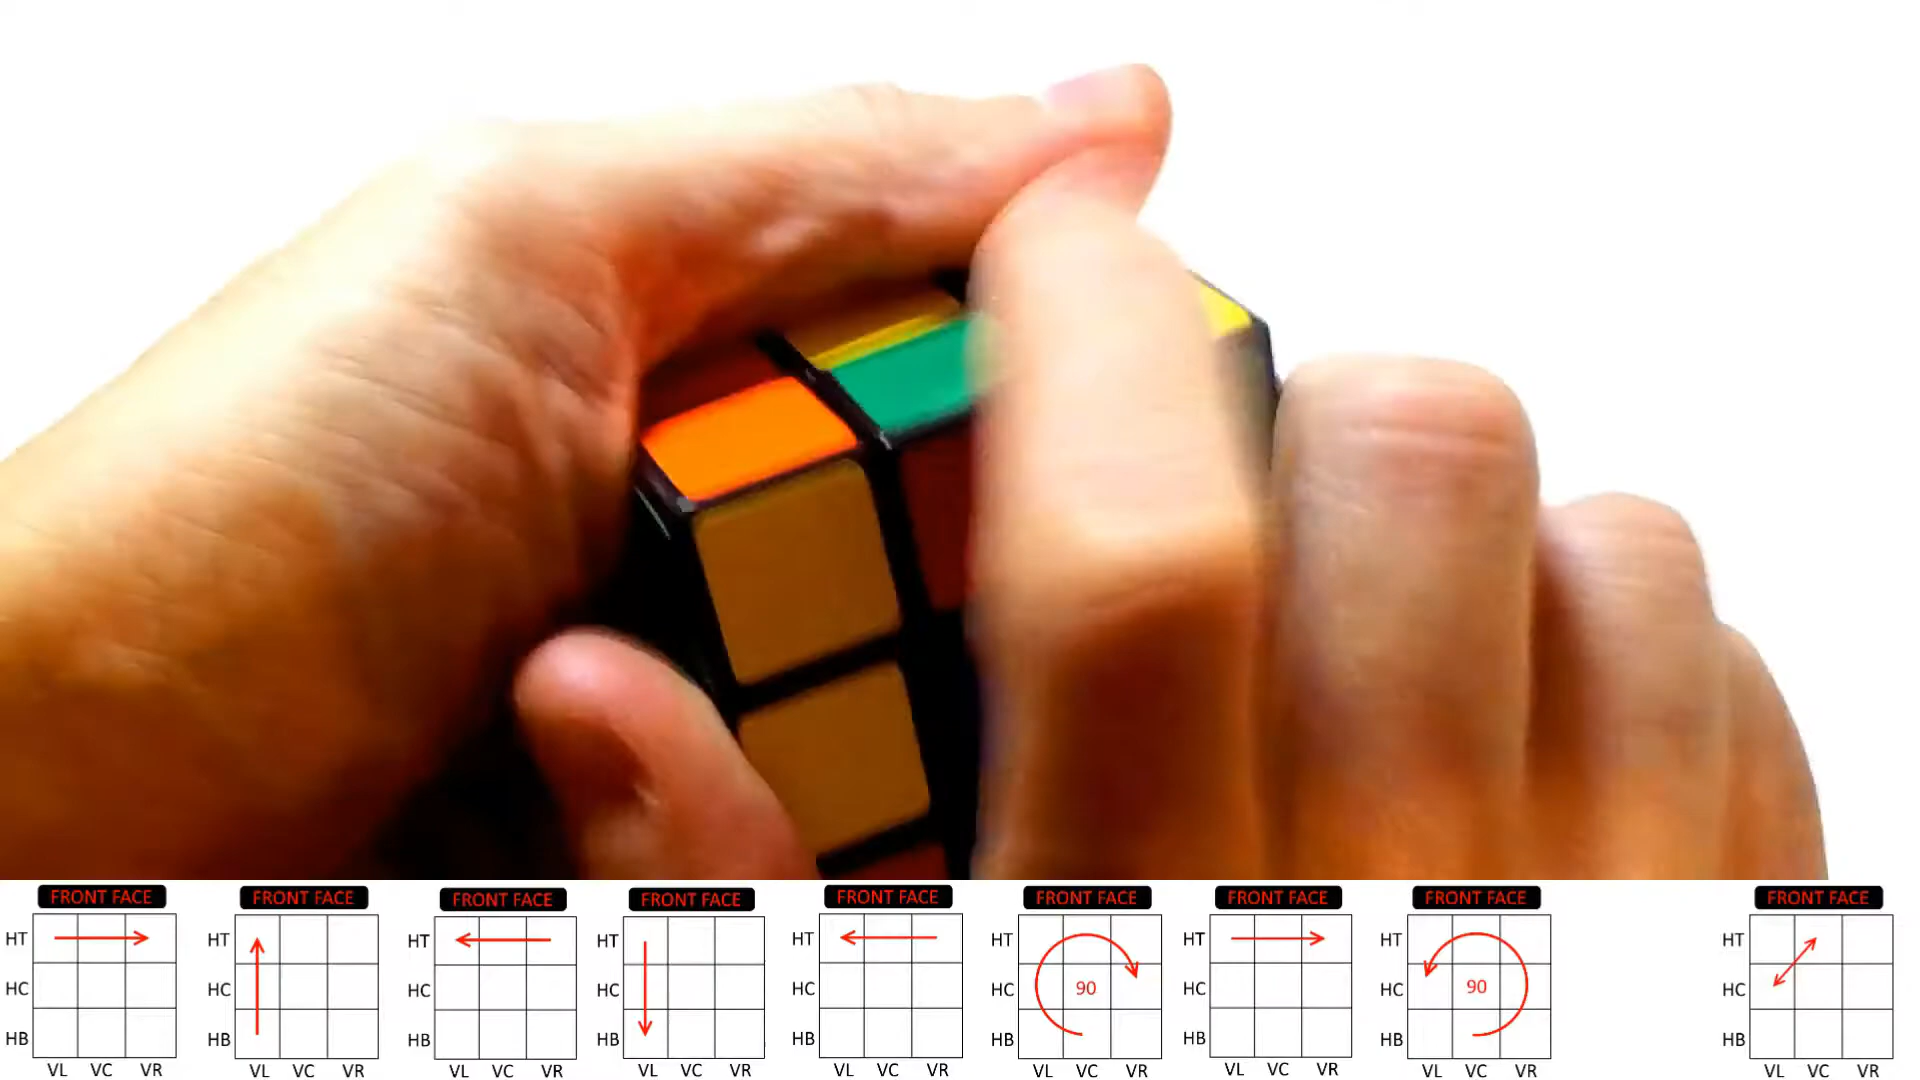 FRONT FACE FRONT FACE FRONT FACE FRONT FACE FRONT FACE FRONT FACE FRONT FACE FRONT FACE FRONT FACE
HT HT HT HT HT HT HT HT HT
HC HC HC HC HC HC 90 HC HC 90 HC
HB HB HB HB HB HB HB HB HB
VL VC VR VL VC VR VL VC VR VL VC VR VL VC VR VL VC VR VL VC VR VL VC VR VL VC VR